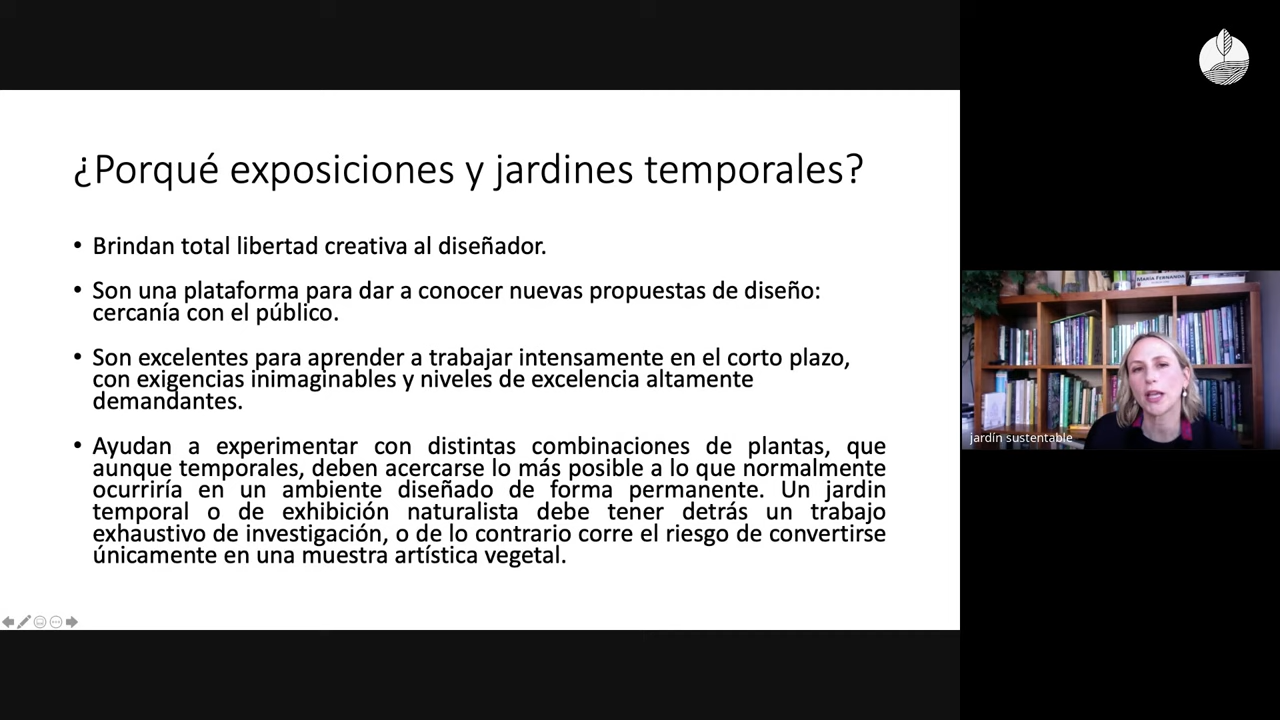 ¿Porqué exposiciones y jardines temporales?
• Brindan total libertad creativa al diseñador.
• Son una plataforma para dar a conocer nuevas propuestas de diseño:
cercanía con el público.
• Son excelentes para aprender a trabajar intensamente en el corto plazo,
con exigencias inimaginables y niveles de excelencia altamente
demandantes.
• Ayudan a experimentar con distintas combinaciones de plantas, que
aunque temporales, deben acercarse lo más posible a lo que normalmente
ocurriría en un ambiente diseñado de forma permanente. Un jardin
temporal o de exhibición naturalista debe tener detrás un trabajo
exhaustivo de investigación, o de lo contrario corre el riesgo de convertirse
únicamente en una muestra artística vegetal.
MARÍA FERNANDA
jardín sustentable